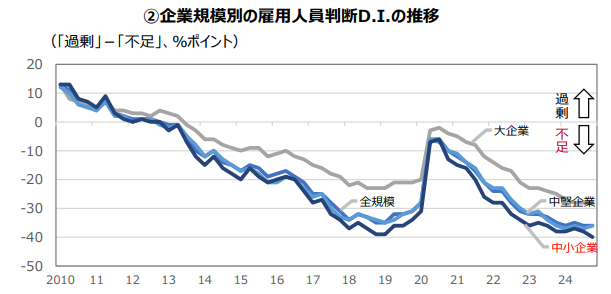 ②企業規模別の雇用人員判断D.I.の推移
(「過剰」－「不足」、%ポイント)
20
10
0
-10
-20
-30
-40
-50
過剰
不足
大企業
全規模
中堅企業
中小企業
2010 11 12 13 14 15 16 17 18 19 20 21 22 23 24